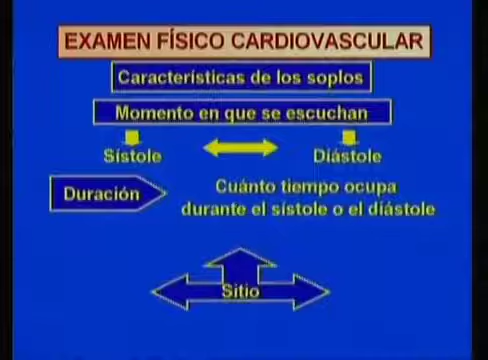 EXAMEN FÍSICO CARDIOVASCULAR
Características de los soplos
Momento en que se escuchan
Sístole
Diástole
Duración
Cuánto tiempo ocupa
durante el sístole o el diástole
Sitio